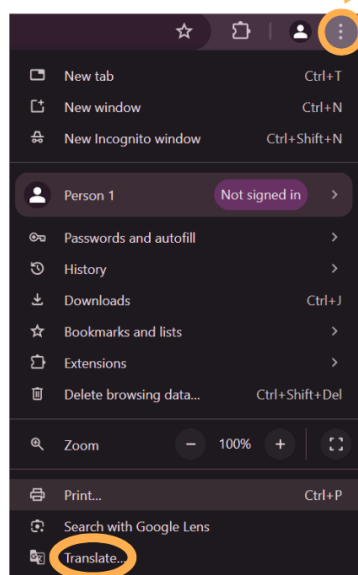 New tab Ctrl+T
New window Ctrl+N
New Incognito window Ctrl+Shift+N
Person 1 Not signed in
Passwords and autofill
History
Downloads Ctrl+J
Bookmarks and lists
Extensions
Delete browsing data... Ctrl+Shift+Del
Zoom − 100% +
Print... Ctrl+P
Search with Google Lens
Translate...